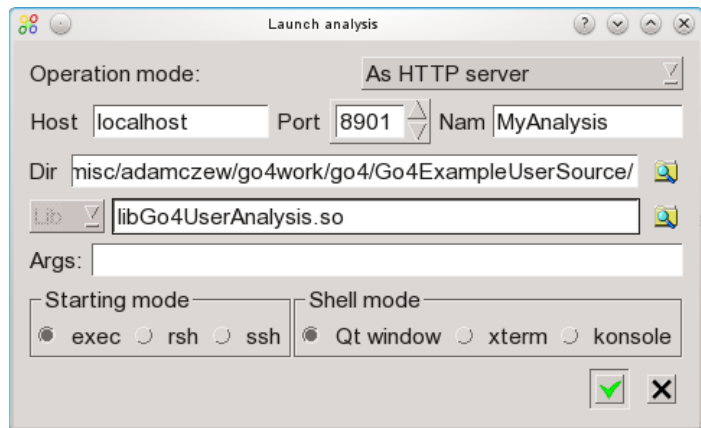 Launch analysis
Operation mode: As HTTP server
Host localhost Port 8901 Nam MyAnalysis
Dir misc/adamczew/go4work/go4/Go4ExampleUserSource/
Lib libGo4UserAnalysis.so
Args:
Starting mode Shell mode
exec rsh ssh Qt window xterm konsole